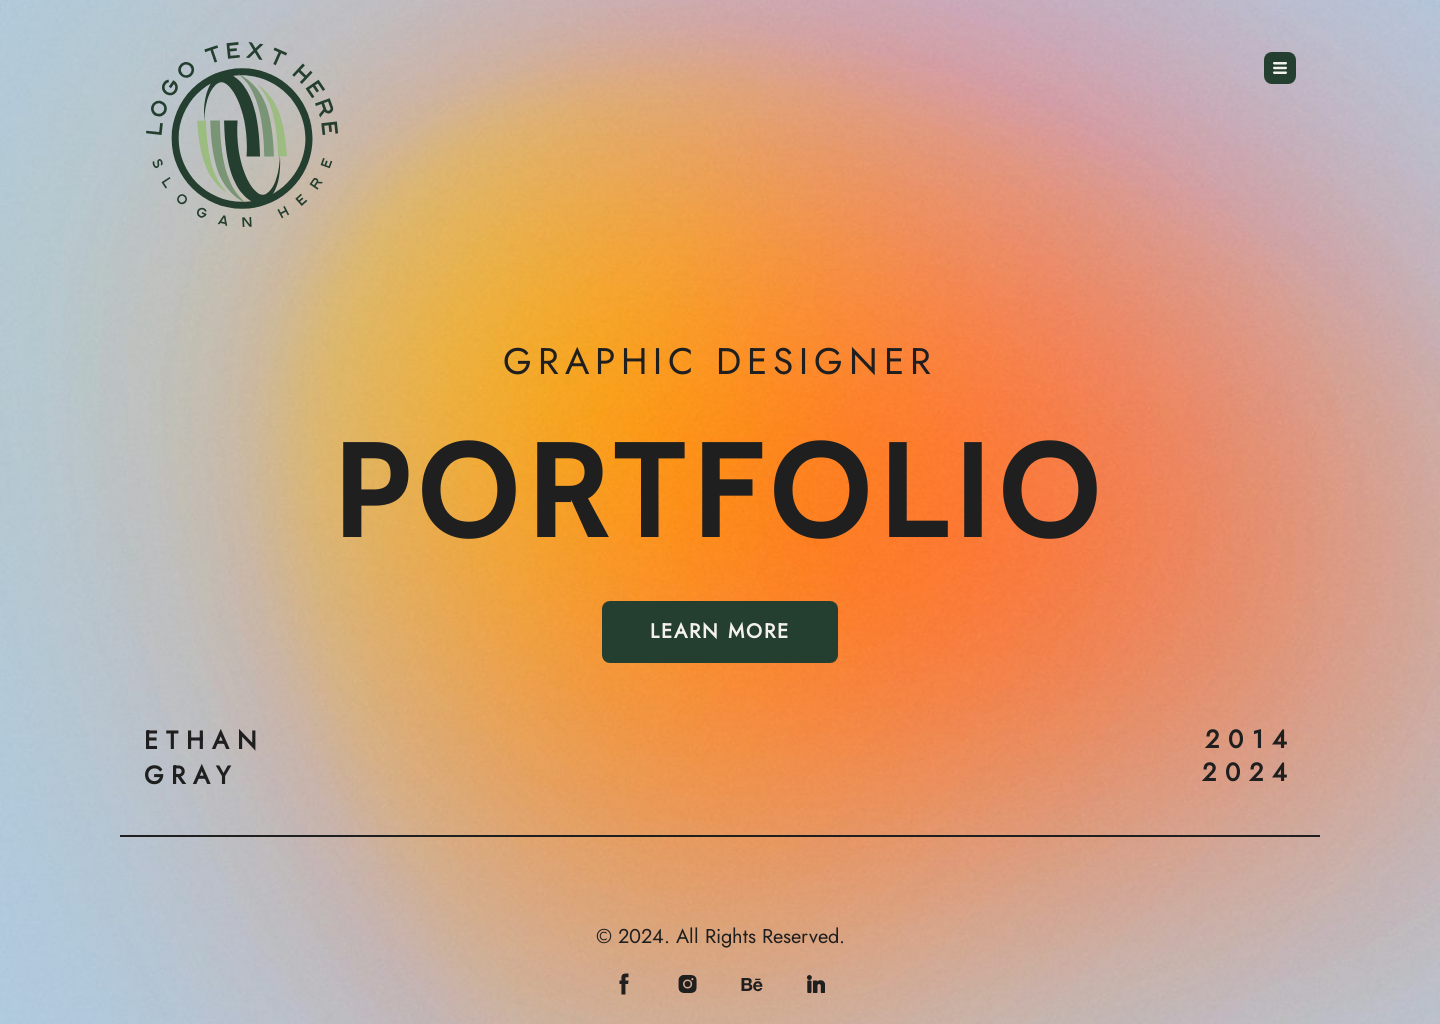 LOGO TEXT HERE
SLOGAN HERE
GRAPHIC DESIGNER
PORTFOLIO
LEARN MORE
ETHAN
GRAY
2014
2024
© 2024. All Rights Reserved.
f
Bē
in